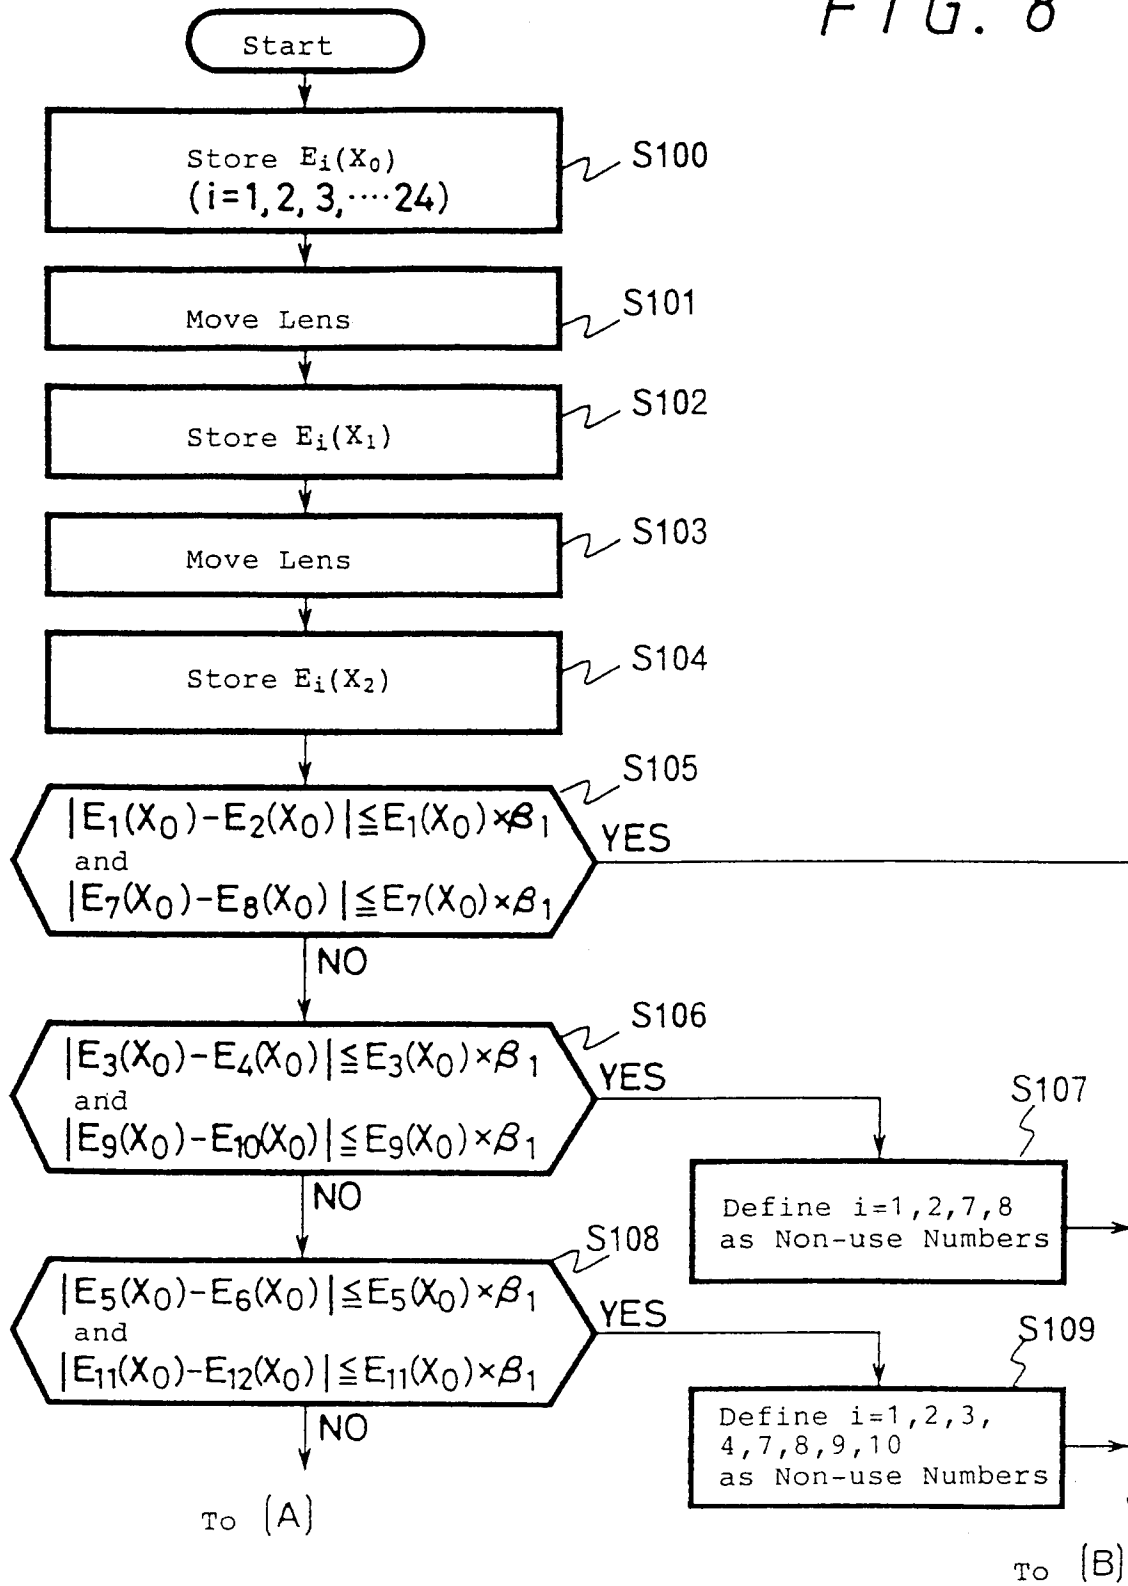 FIG. 8
Start
Store Ei(X0)
(i=1, 2, 3, ····24)
S100
Move Lens
S101
Store Ei(X1)
S102
Move Lens
S103
Store Ei(X2)
S104
S105
|E1(X0)-E2(X0)|≦E1(X0)×β1
and
|E7(X0)-E8(X0)|≦E7(X0)×β1
YES
NO
S106
|E3(X0)-E4(X0)|≦E3(X0)×β1
and
|E9(X0)-E10(X0)|≦E9(X0)×β1
YES
NO
S107
Define i=1,2,7,8
as Non-use Numbers
S108
|E5(X0)-E6(X0)|≦E5(X0)×β1
and
|E11(X0)-E12(X0)|≦E11(X0)×β1
YES
NO
S109
Define i=1,2,3,
4,7,8,9,10
as Non-use Numbers
To (A)
To (B)